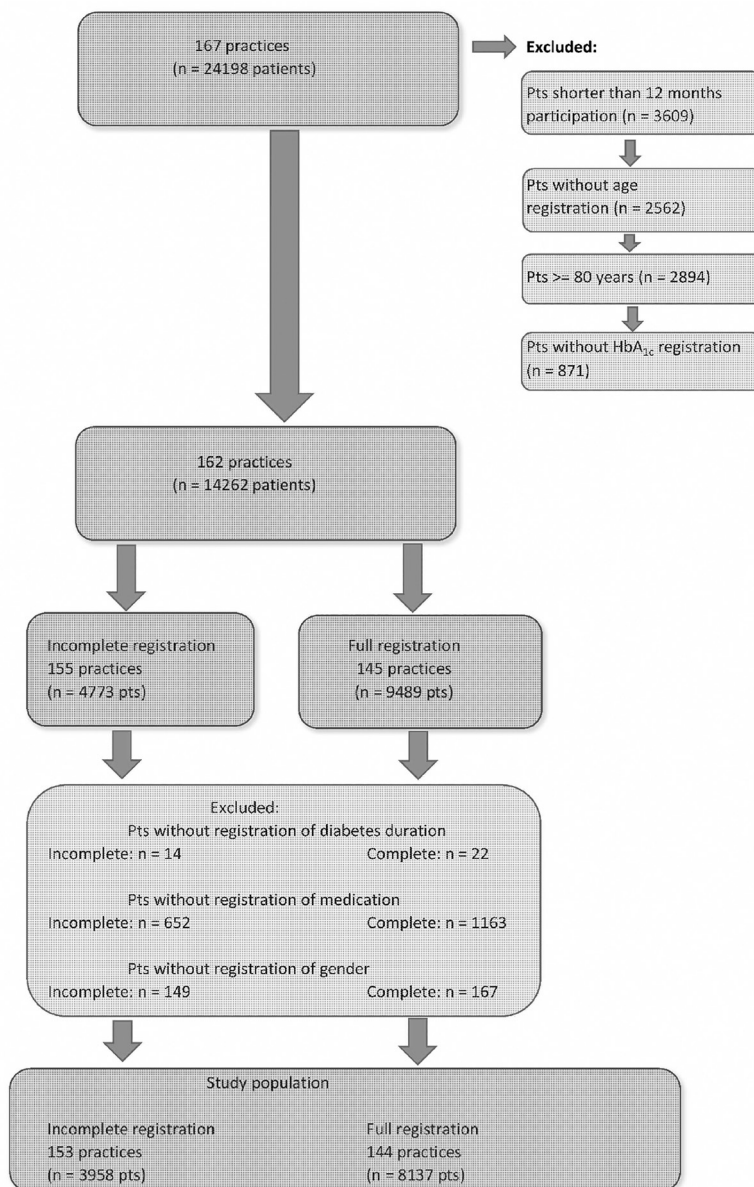 167 practices
(n = 24198 patients)
Excluded:
Pts shorter than 12 months
participation (n = 3609)
Pts without age
registration (n = 2562)
Pts >= 80 years (n = 2894)
Pts without HbA1c registration
(n = 871)
162 practices
(n = 14262 patients)
Incomplete registration
155 practices
(n = 4773 pts)
Full registration
145 practices
(n = 9489 pts)
Excluded:
Pts without registration of diabetes duration
Incomplete: n = 14 Complete: n = 22
Pts without registration of medication
Incomplete: n = 652 Complete: n = 1163
Pts without registration of gender
Incomplete: n = 149 Complete: n = 167
Study population
Incomplete registration
153 practices
(n = 3958 pts)
Full registration
144 practices
(n = 8137 pts)